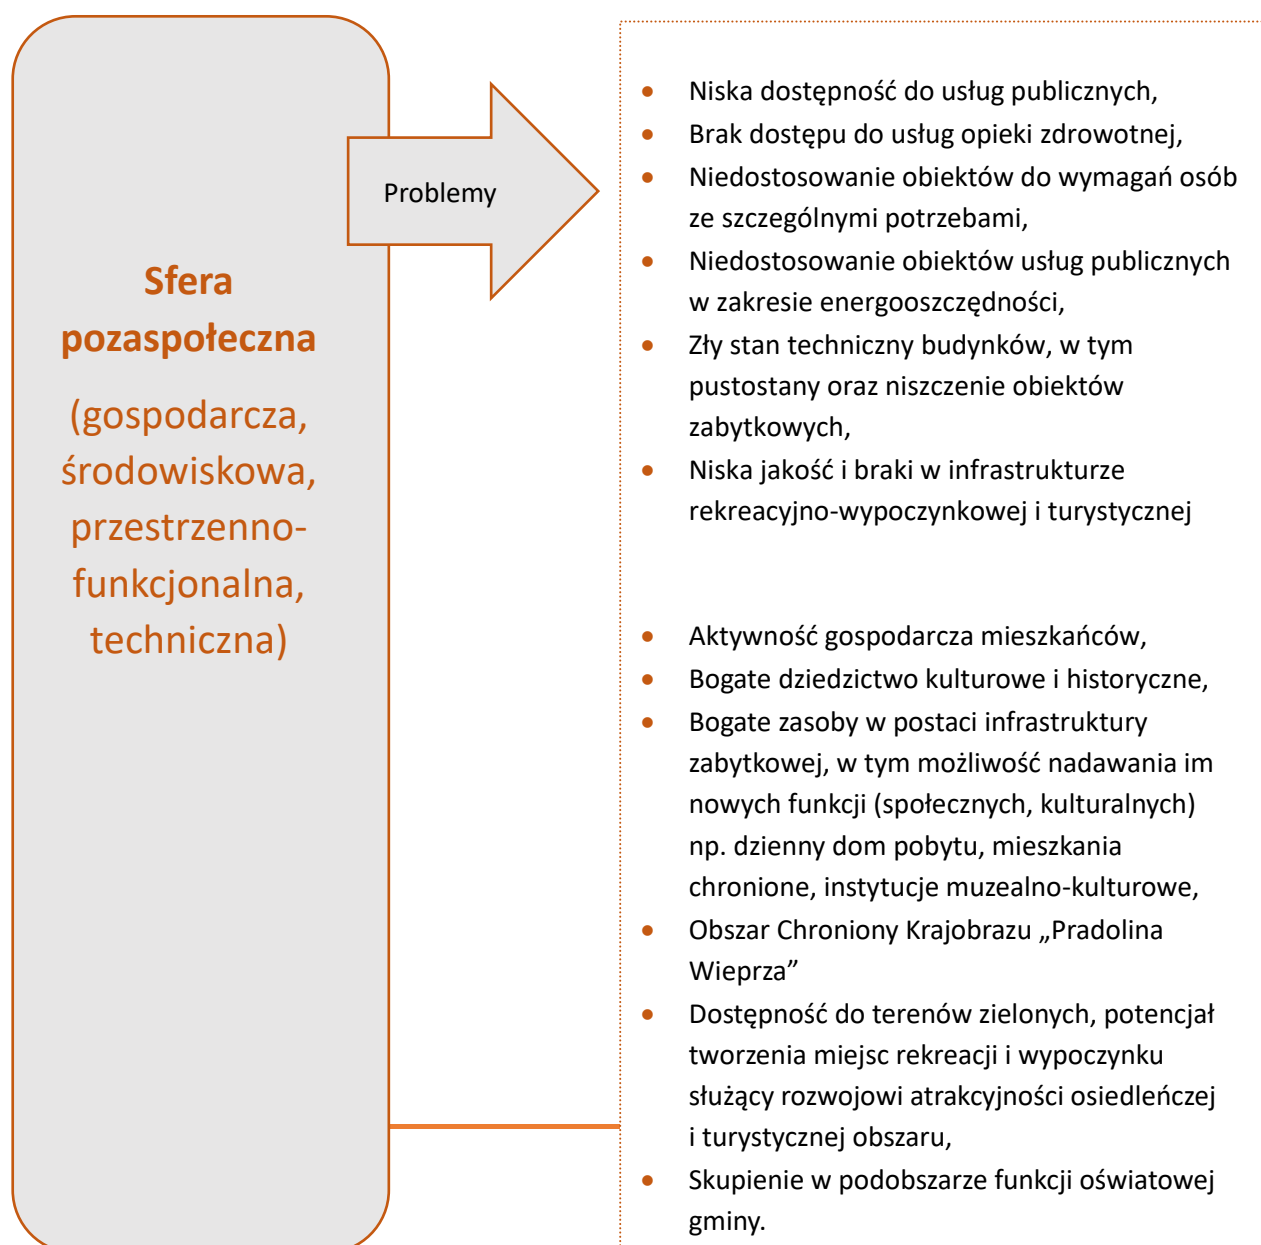 Sfera
pozaspołeczna
(gospodarcza,
środowiskowa,
przestrzenno-
funkcjonalna,
techniczna)
Problemy
• Niska dostępność do usług publicznych,
• Brak dostępu do usług opieki zdrowotnej,
• Niedostosowanie obiektów do wymagań osób
ze szczególnymi potrzebami,
• Niedostosowanie obiektów usług publicznych
w zakresie energooszczędności,
• Zły stan techniczny budynków, w tym
pustostany oraz niszczenie obiektów
zabytkowych,
• Niska jakość i braki w infrastrukturze
rekreacyjno-wypoczynkowej i turystycznej
• Aktywność gospodarcza mieszkańców,
• Bogate dziedzictwo kulturowe i historyczne,
• Bogate zasoby w postaci infrastruktury
zabytkowej, w tym możliwość nadawania im
nowych funkcji (społecznych, kulturalnych)
np. dzienny dom pobytu, mieszkania
chronione, instytucje muzealno-kulturowe,
• Obszar Chroniony Krajobrazu „Pradolina
Wieprza”
• Dostępność do terenów zielonych, potencjał
tworzenia miejsc rekreacji i wypoczynku
służący rozwojowi atrakcyjności osiedleńczej
i turystycznej obszaru,
• Skupienie w podobszarze funkcji oświatowej
gminy.